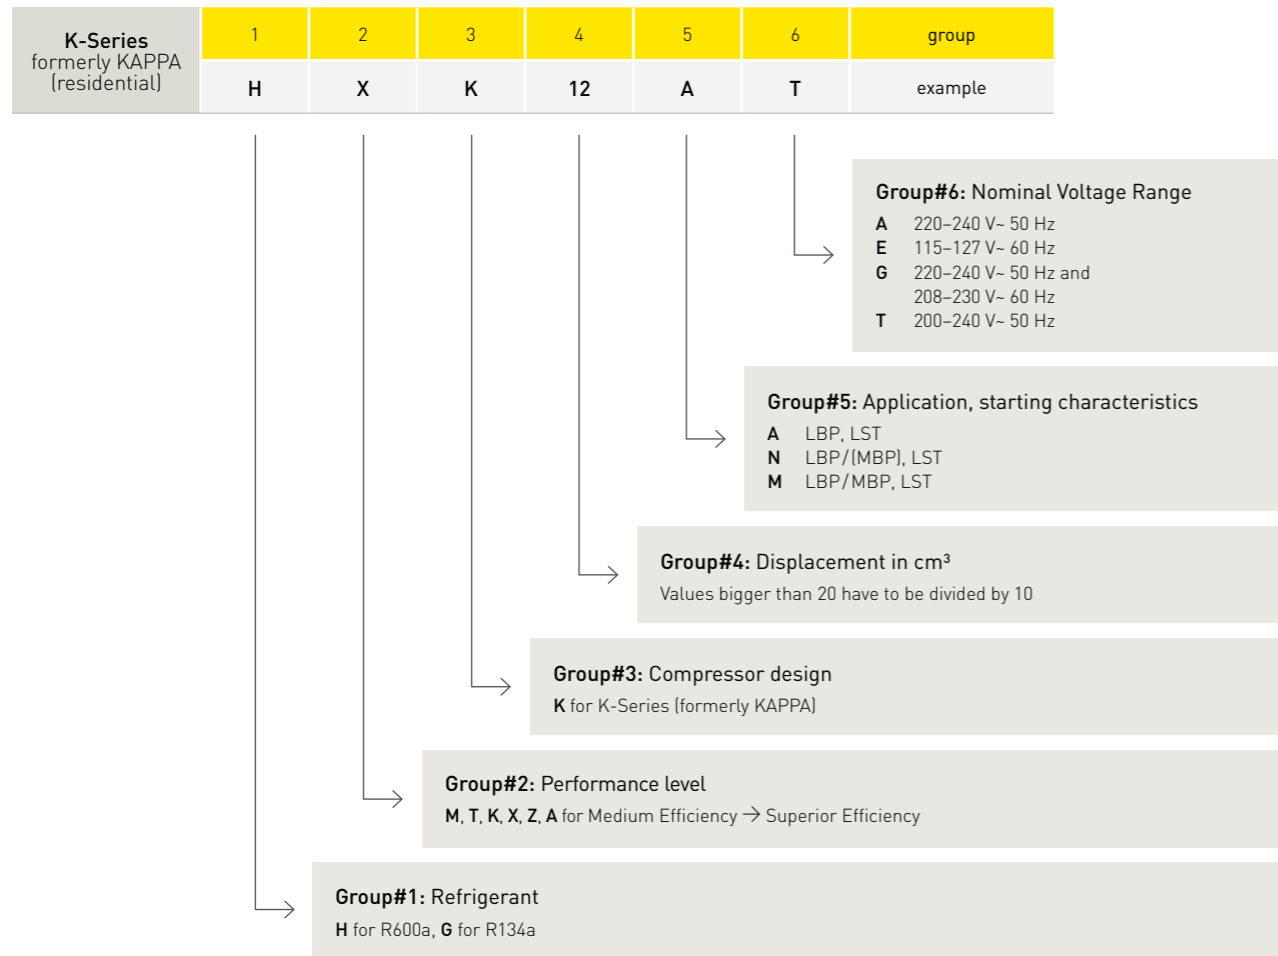 K-Series
formerly KAPPA
(residential)
1 2 3 4 5 6 group
H X K 12 A T example
Group#6: Nominal Voltage Range
A 220–240 V~ 50 Hz
E 115–127 V~ 60 Hz
G 220–240 V~ 50 Hz and
208–230 V~ 60 Hz
T 200–240 V~ 50 Hz
Group#5: Application, starting characteristics
A LBP, LST
N LBP/(MBP), LST
M LBP/MBP, LST
Group#4: Displacement in cm³
Values bigger than 20 have to be divided by 10
Group#3: Compressor design
K for K-Series (formerly KAPPA)
Group#2: Performance level
M, T, K, X, Z, A for Medium Efficiency → Superior Efficiency
Group#1: Refrigerant
H for R600a, G for R134a